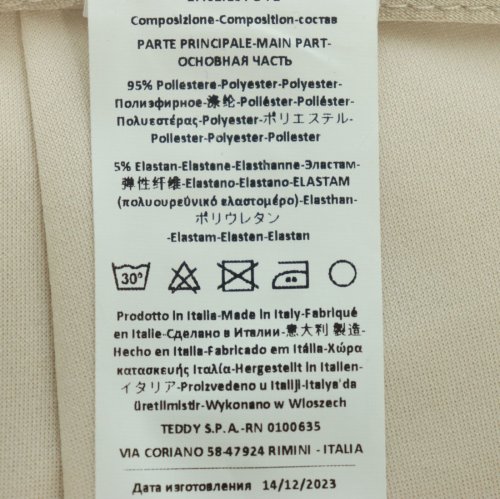 Composizione-Composition-состав
PARTE PRINCIPALE-MAIN PART-
ОСНОВНАЯ ЧАСТЬ
95% Poliestere-Polyester-Polyester-
Полиэфирное-涤纶-Poliéster-Poliéster-
Πολυεστέρας-Polyester-ポリエステル-
Poliester-Polyester-Poliester
5% Elastan-Elastane-Elasthanne-Эластам-
弹性纤维-Elastano-Elastano-ELASTAM
(πολυουρεϋνικό ελαστομέρο)-Elasthan-
ポリウレタン
-Elastam-Elastan-Elastan
30°
Prodotto in Italia-Made in Italy-Fabriqué
en Italie-Сделано в Италии-意大利 製造-
Hecho en Italia-Fabricado em Itália-Χώρα
κατασκευής Ιταλία-Hergestellt in Italien-
イタリア-Proizvedeno u Italiji-Italya'da
üretilmistir-Wykonano w Wloszech
TEDDY S.P.A.-RN 0100635
VIA CORIANO 58-47924 RIMINI - ITALIA
Дата изготовления 14/12/2023